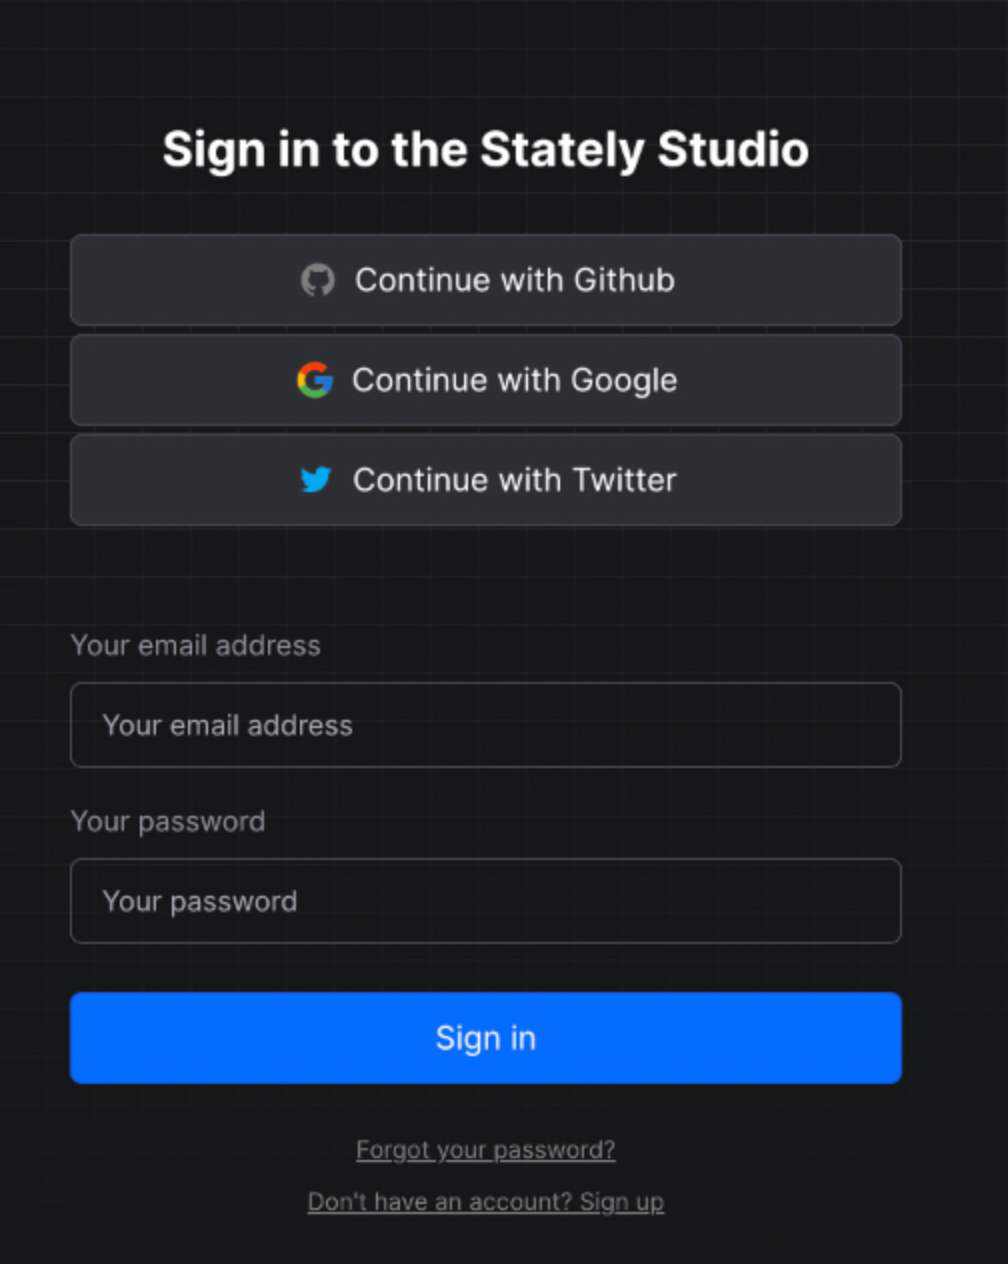 Sign in to the Stately Studio
Continue with Github
Continue with Google
Continue with Twitter
Your email address
Your email address
Your password
Your password
Sign in
Forgot your password?
Don't have an account? Sign up